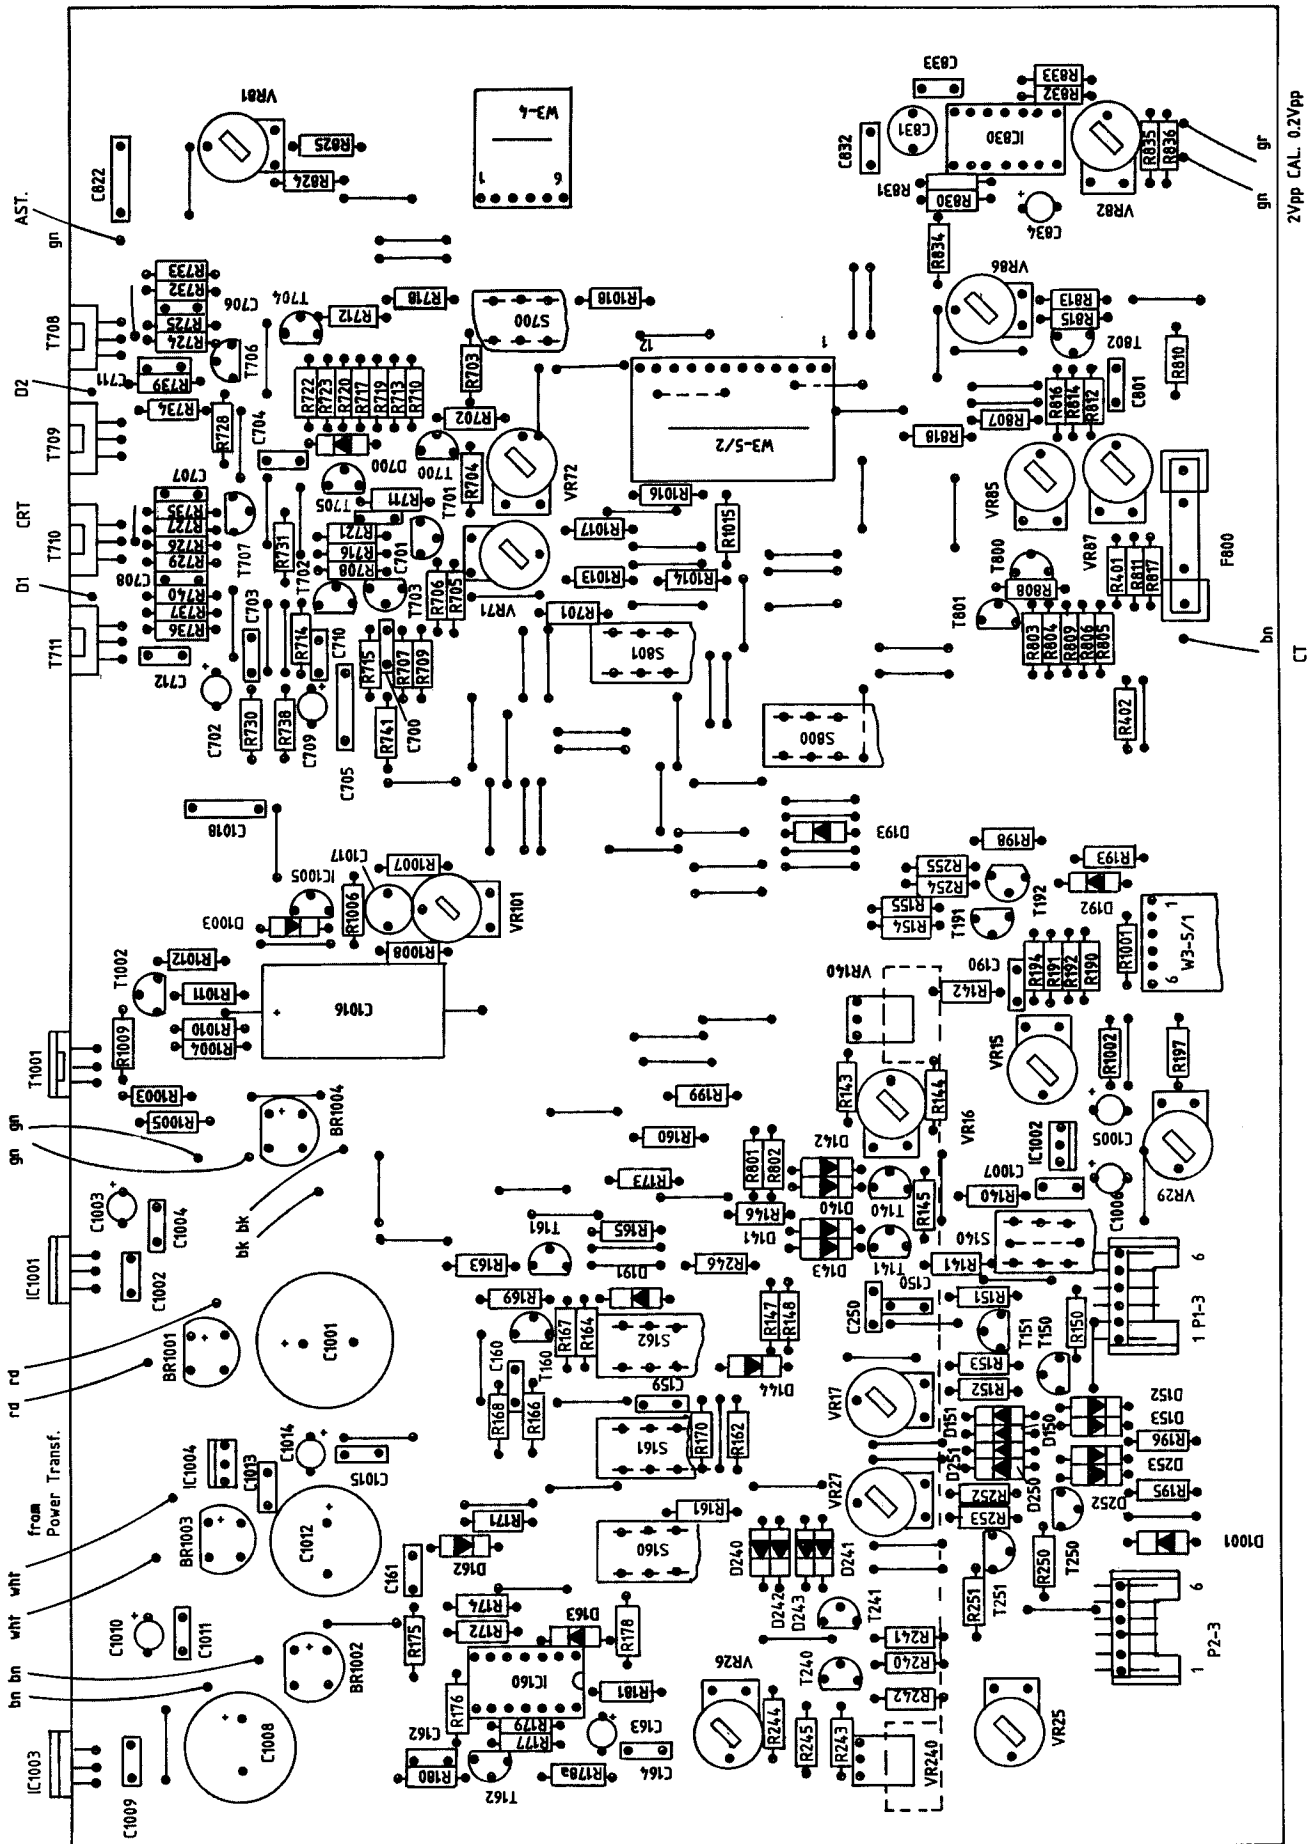 AST.
gn
D2
CRT
D1
gn
gn
rd
rd
from
Power Transf.
wht
wht
bn
bn
T708
T709
T710
T711
T1001
IC1001
IC1003
C822
VR81
R825
R824
W3-4
1
6
C833
R833
R832
C832
C831
IC830
R831
R830
R835
R836
VR82
C834
R834
gr
gn
2Vpp CAL. 0.2Vpp
R733
R732
C706
R725
R724
T704
T706
C711
R739
R734
R728
C704
R712
R718
S700
R1018
R703
R702
R722
R723
R720
R717
R719
R713
R710
D700
T700
T705
R711
T701
R704
VR72
12
1
W3-5/2
VR86
R813
R815
T802
R816
R814
R812
C801
R810
R807
R818
C707
R735
R727
R726
R729
C708
R740
R737
R736
T707
R731
T702
R721
R716
R708
C701
T703
R706
R705
VR71
R1016
R1017
R1015
R1013
R1014
R701
S801
VR85
VR87
T800
R808
T801
R401
R811
R817
F800
R803
R804
R809
R806
R805
bn
CT
C712
C703
R714
C710
C702
R730
R738
C709
C705
R715
R707
R709
R741
C700
S800
R402
C1018
D193
C1017
IC1005
R1007
D1003
R1006
VR101
R1008
R198
R255
R254
R155
R154
T192
T191
R193
D192
T1002
R1012
R1011
R1010
R1004
R1009
C1016
VR140
R142
C190
R194
R191
R192
R190
R1001
1
6
W3-5/1
R1003
R1005
BR1004
R199
R160
R143
R144
VR16
VR15
R1002
R197
C1003
C1004
C1002
bk bk
R173
T161
R165
R163
D191
R246
R801
R802
D142
R146
D140
D141
D143
T140
T141
R145
R140
C1007
IC1002
C1005
C1006
VR29
S140
R141
BR1001
C1001
R169
C160
T160
R167
R164
S162
R147
R148
D144
C250
C150
R151
T151
T150
R150
1 P1-3
6
IC1004
C1013
C1014
C1015
R168
R166
C159
S161
R170
R162
VR17
R153
R152
D151
D251
D150
D152
D153
R196
D253
R195
BR1003
C1012
C161
R171
D162
S160
R161
VR27
D240
D241
D242
D243
R252
R253
D250
D252
T250
R250
T251
R251
D1001
C1010
C1011
BR1002
R175
R174
R172
D163
R178
IC160
R176
R181
T241
T240
R241
R240
R242
P2-3
1
6
C1009
C1008
C162
R180
R179
R177
T162
R178a
C163
C164
VR26
R244
R245
R243
VR240
VR25